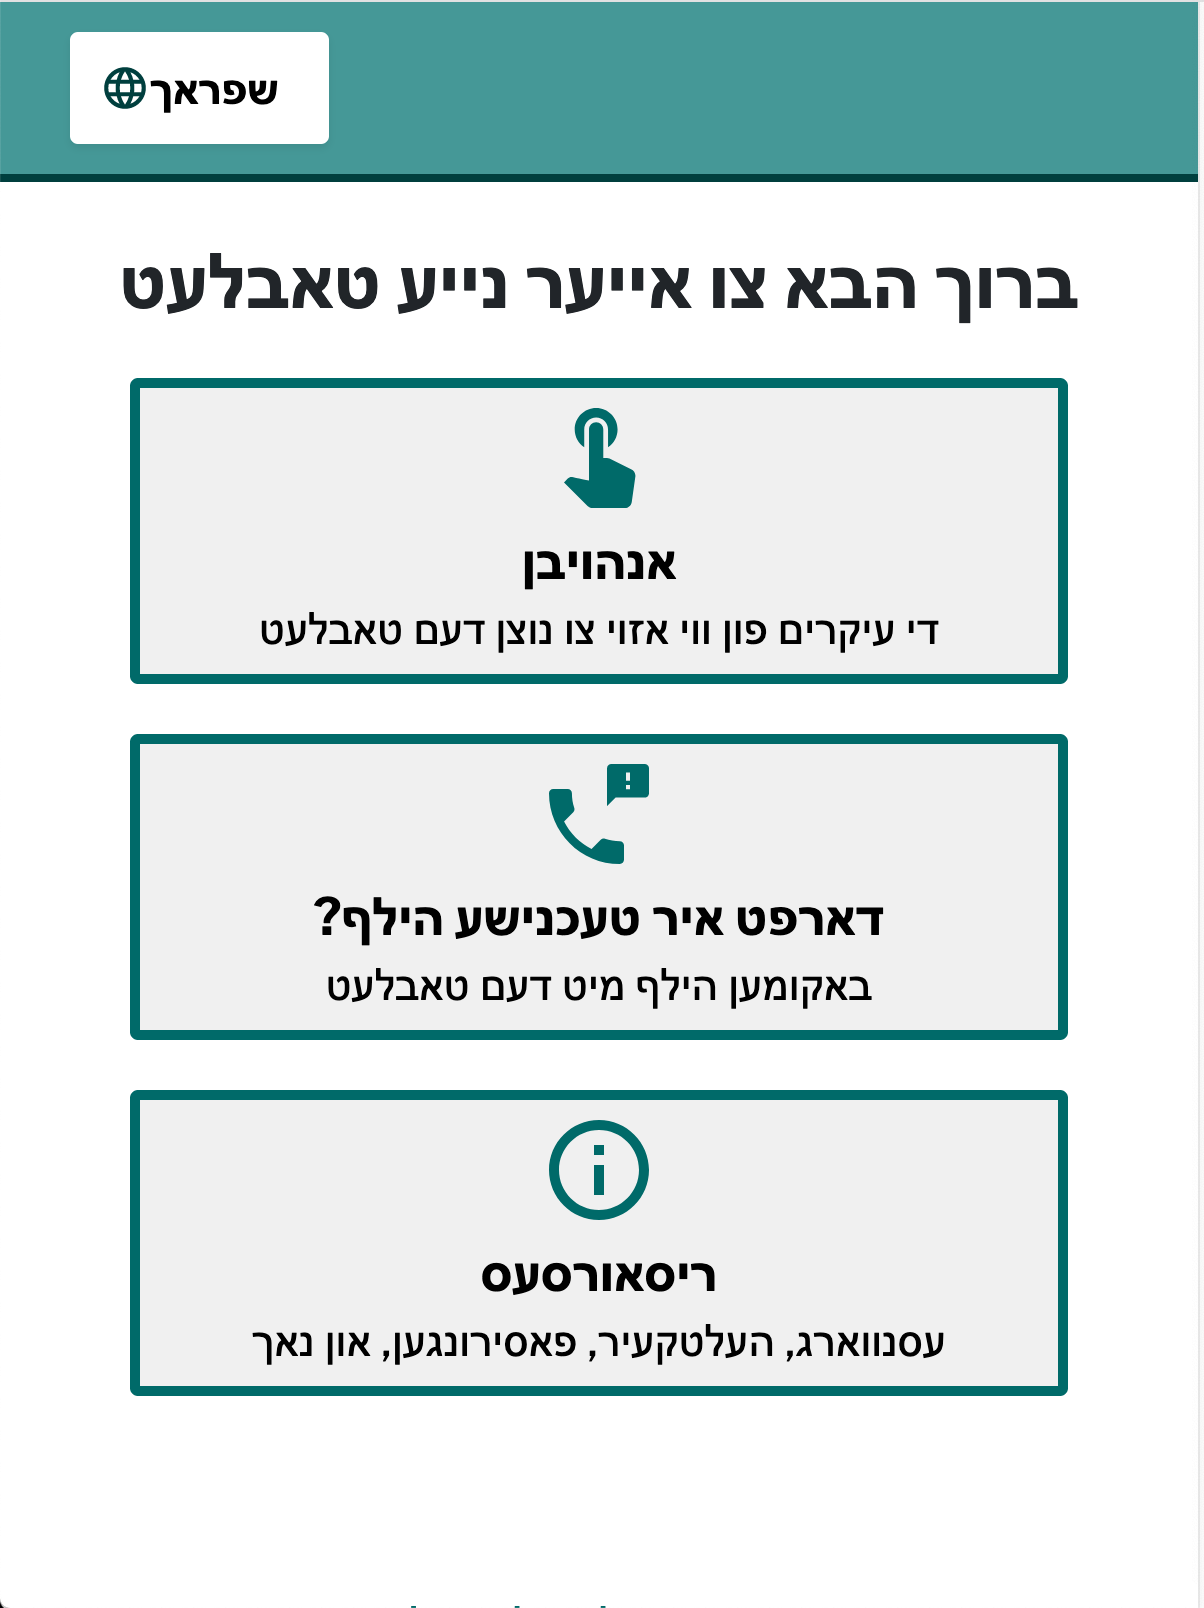 שפראך
ברוך הבא צו אייער נייע טאבלעט
אנהויבן
די עיקרים פון ווי אזוי צו נוצן דעם טאבלעט
דארפט איר טעכנישע הילף?
באקומען הילף מיט דעם טאבלעט
ריסאורסעס
עסנווארג, העלטקעיר, פאסירונגען, און נאך